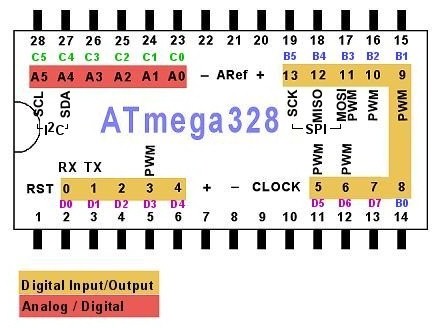 28 27 26 25 24 23 22 21 20 19 18 17 16 15
C5 C4 C3 C2 C1 C0 B5 B4 B3 B2 B1
A5 A4 A3 A2 A1 A0 – ARef + 13 12 11 10 9
SCL SDA SCK MISO MOSI PWM PWM PWM
I2C SPI
ATmega328
RX TX PWM PWM PWM
RST 0 1 2 3 4 + – CLOCK 5 6 7 8
D0 D1 D2 D3 D4 D5 D6 D7 B0
1 2 3 4 5 6 7 8 9 10 11 12 13 14
Digital Input/Output
Analog / Digital